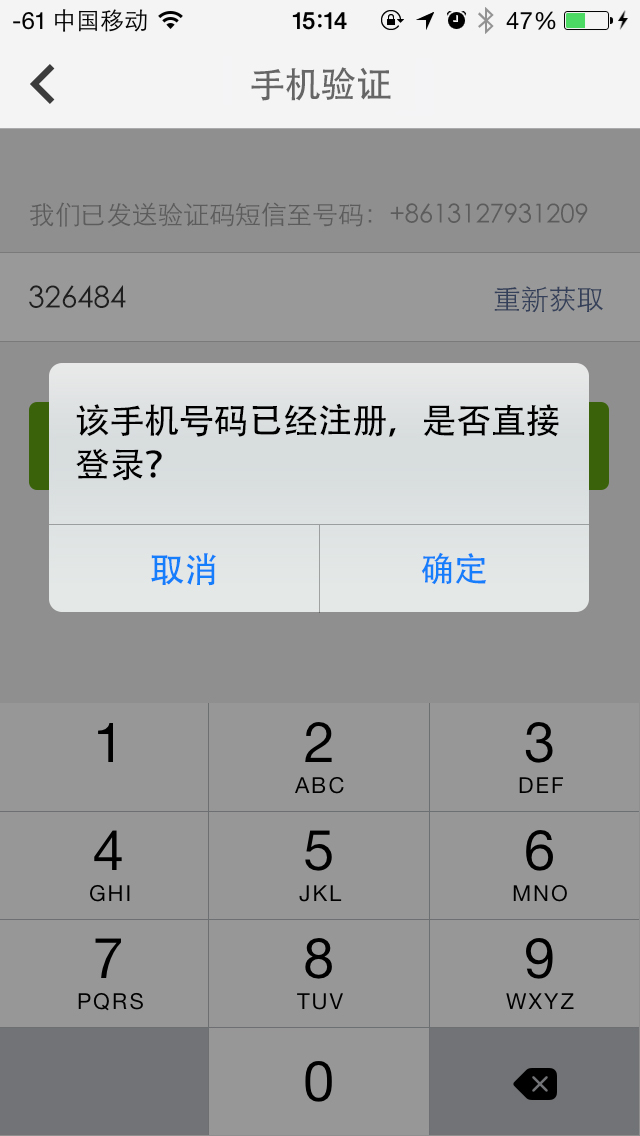 -61 中国移动 15:14 47%
手机验证
我们已发送验证码短信至号码：+8613127931209
326484 重新获取
该手机号码已经注册，是否直接
登录？
取消 确定
1 2 3
ABC DEF
4 5 6
GHI JKL MNO
7 8 9
PQRS TUV WXYZ
0